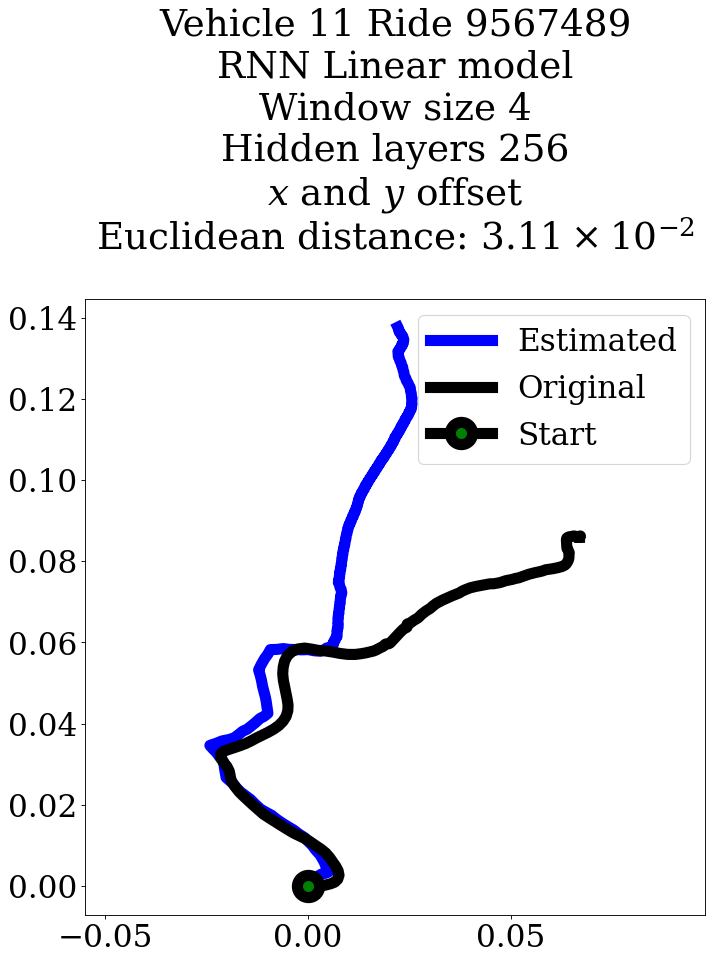 Vehicle 11 Ride 9567489
RNN Linear model
Window size 4
Hidden layers 256
x and y offset
Euclidean distance: 3.11 × 10⁻²
0.14
0.12
0.10
0.08
0.06
0.04
0.02
0.00
Estimated
Original
Start
−0.05
0.00
0.05